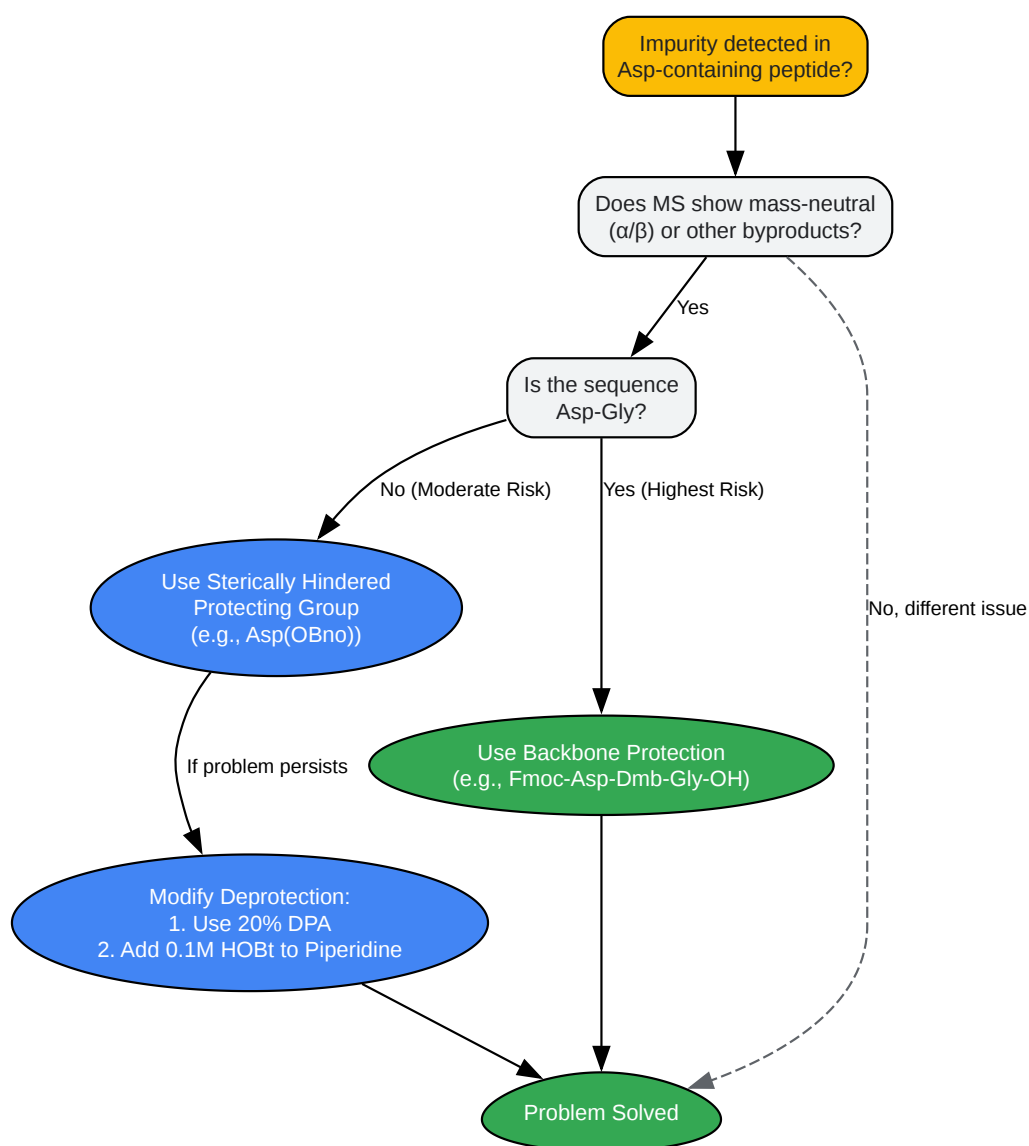 Impurity detected in
Asp-containing peptide?
Does MS show mass-neutral
(α/β) or other byproducts?
Yes
Is the sequence
Asp-Gly?
No (Moderate Risk)
Yes (Highest Risk)
Use Sterically Hindered
Protecting Group
(e.g., Asp(OBno))
No, different issue
Use Backbone Protection
(e.g., Fmoc-Asp-Dmb-Gly-OH)
If problem persists
Modify Deprotection:
1. Use 20% DPA
2. Add 0.1M HOBt to Piperidine
Problem Solved